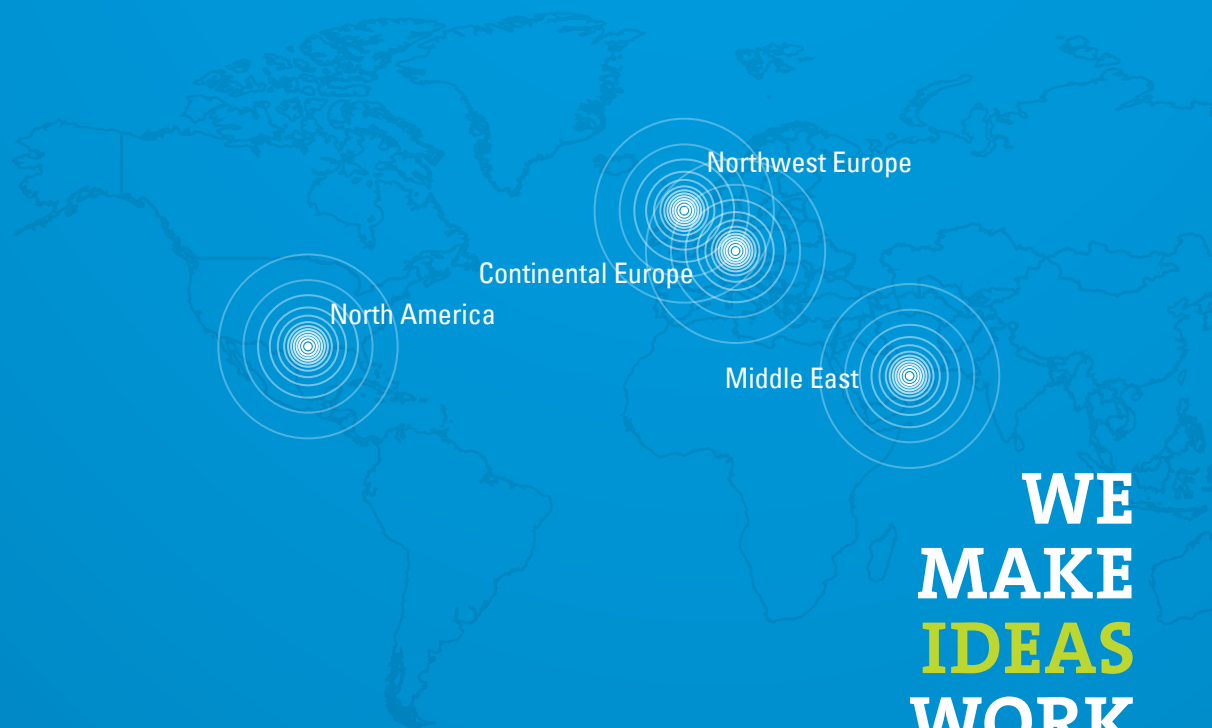 Northwest Europe
Continental Europe
North America
Middle East
WE
MAKE
IDEAS
WORK